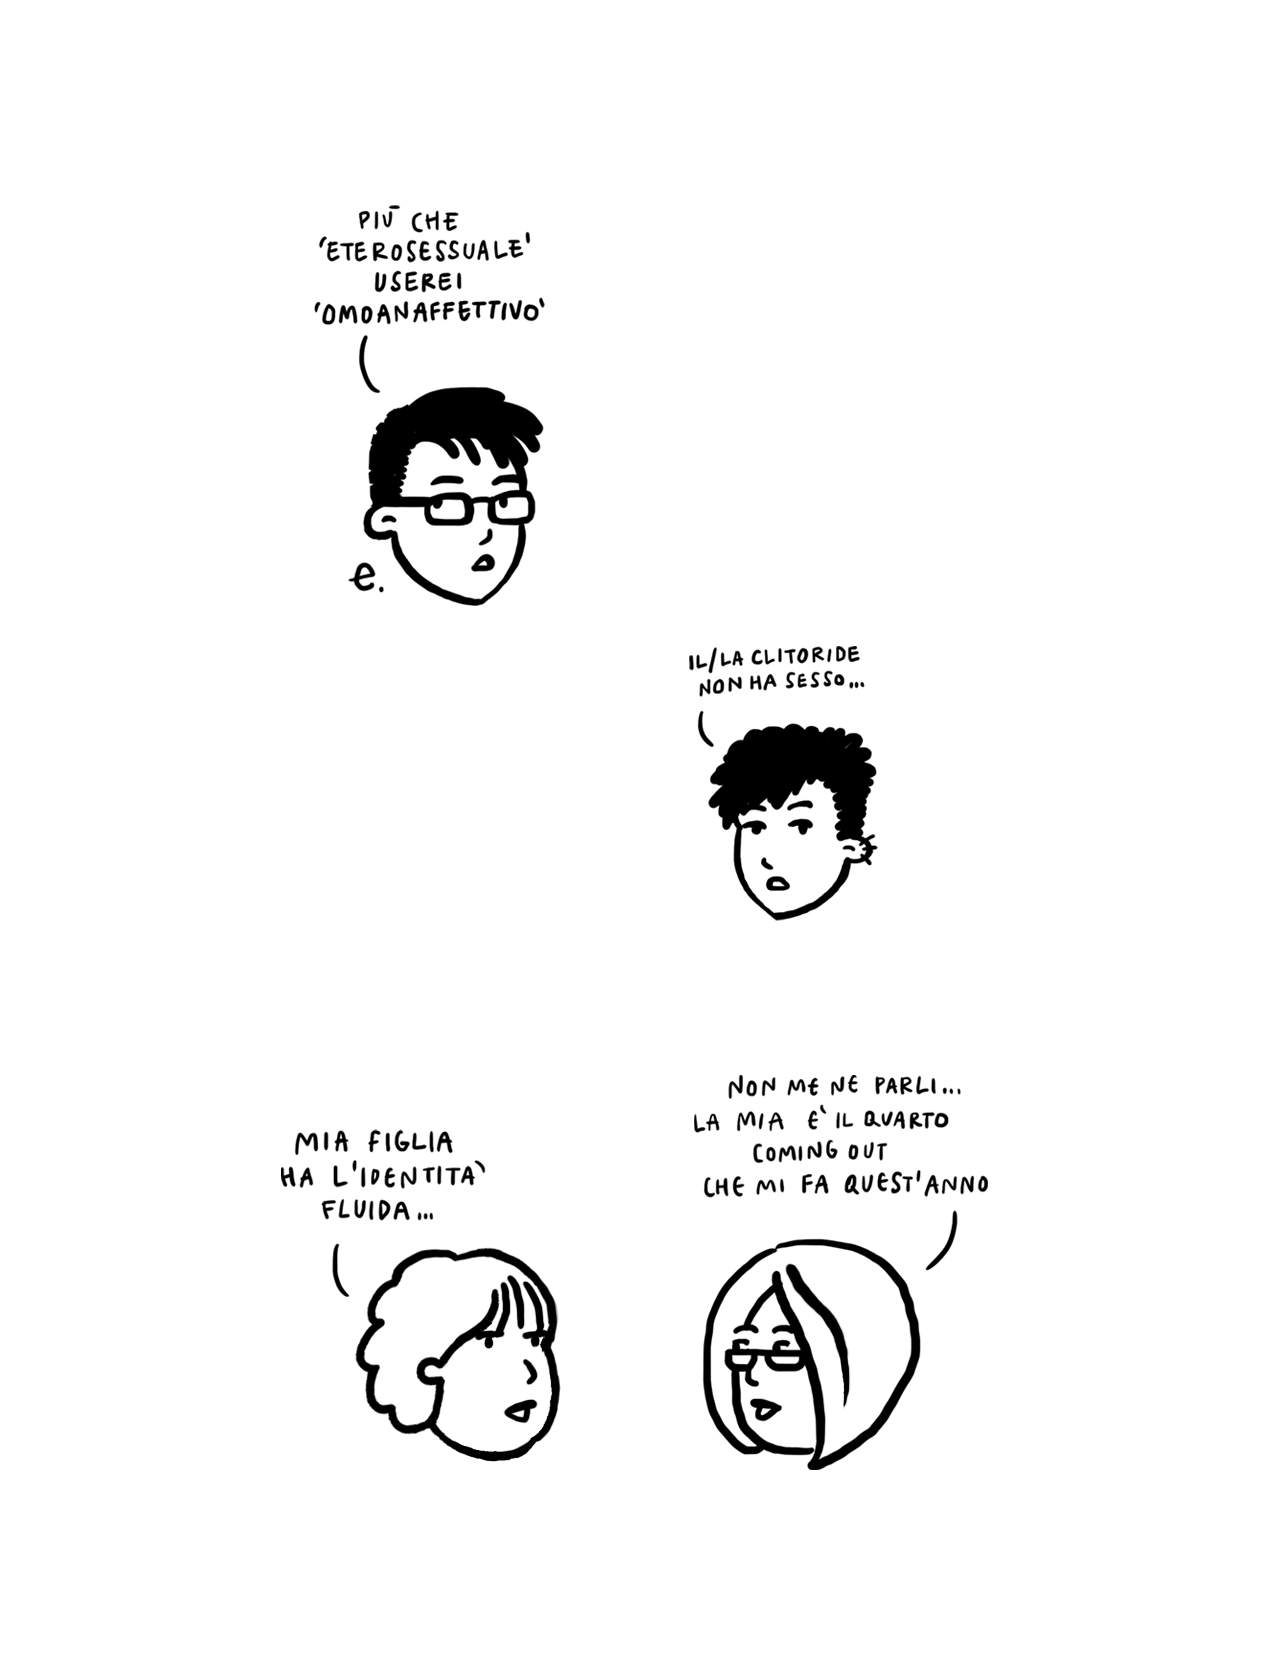 PIÙ CHE
'ETEROSESSUALE'
USEREI
'OMOANAFFETTIVO'
e.
IL/LA CLITORIDE
NON HA SESSO...
MIA FIGLIA
HA L'IDENTITÀ
FLUIDA...
NON ME NE PARLI...
LA MIA E' IL QUARTO
COMING OUT
CHE MI FA QUEST'ANNO